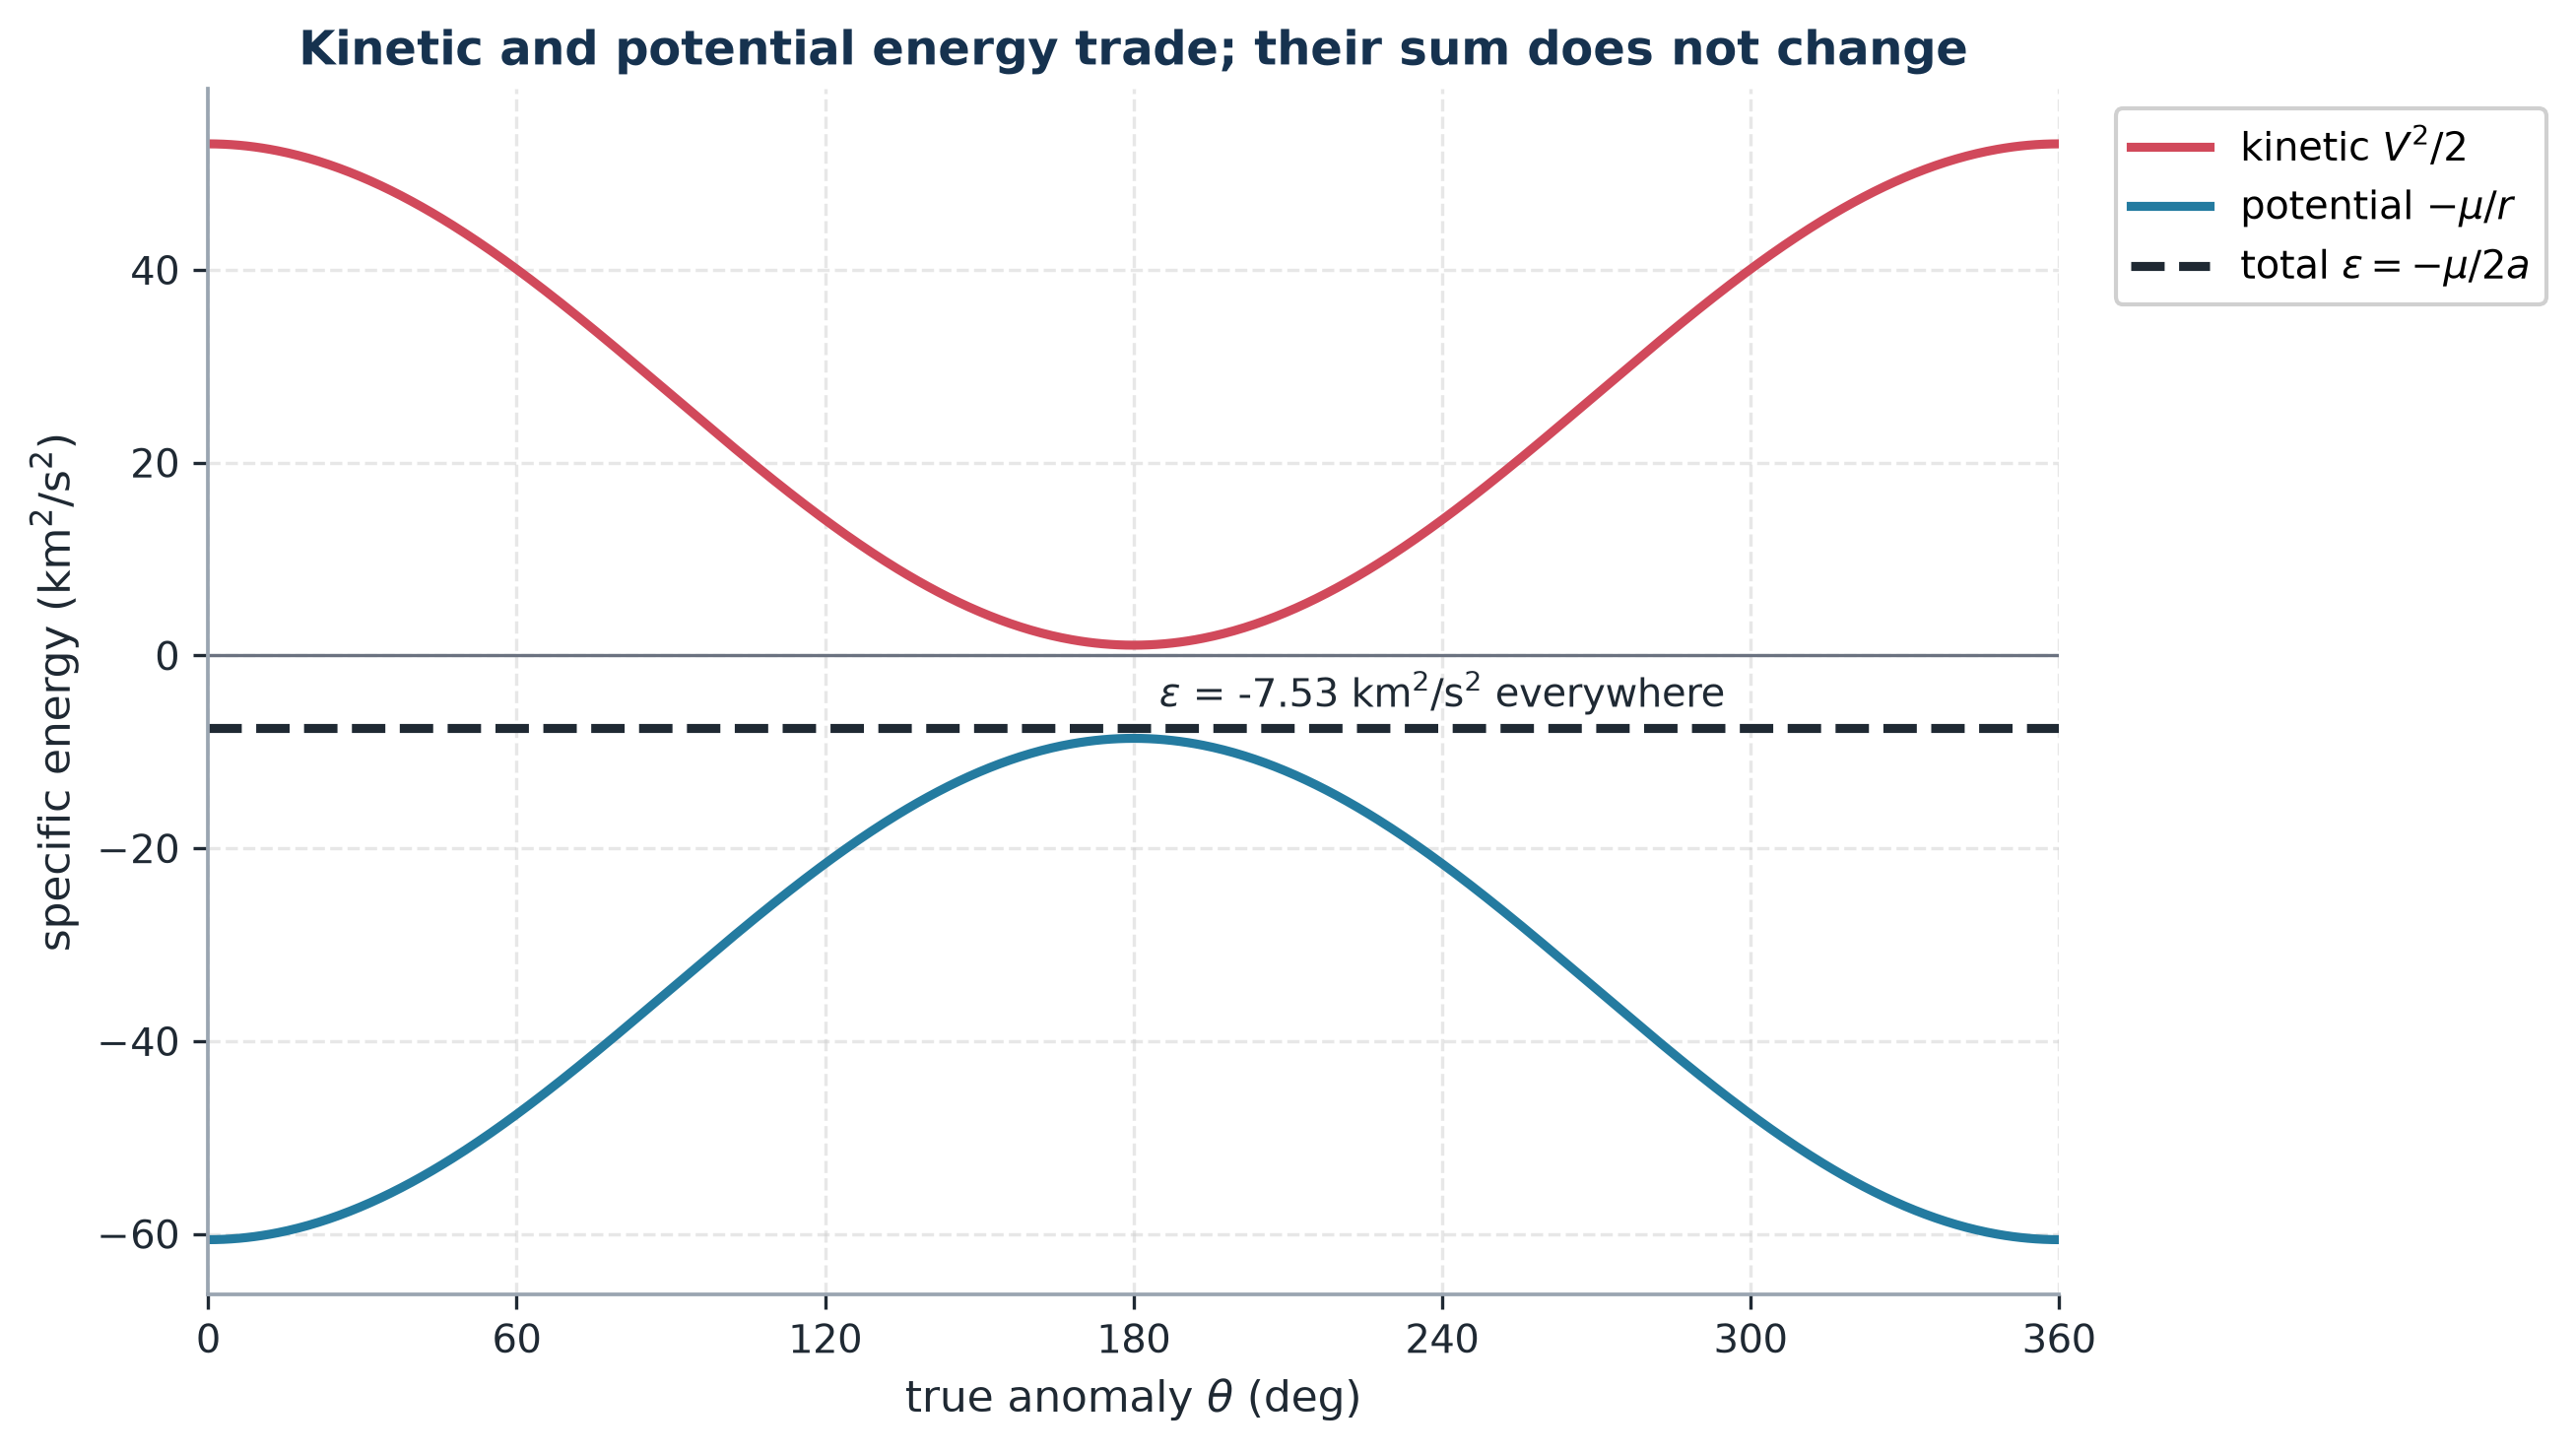 Kinetic and potential energy trade; their sum does not change
kinetic V²/2
potential −μ/r
total ε = −μ/2a
specific energy (km²/s²)
40
20
0
−20
−40
−60
ε = -7.53 km²/s² everywhere
0 60 120 180 240 300 360
true anomaly θ (deg)